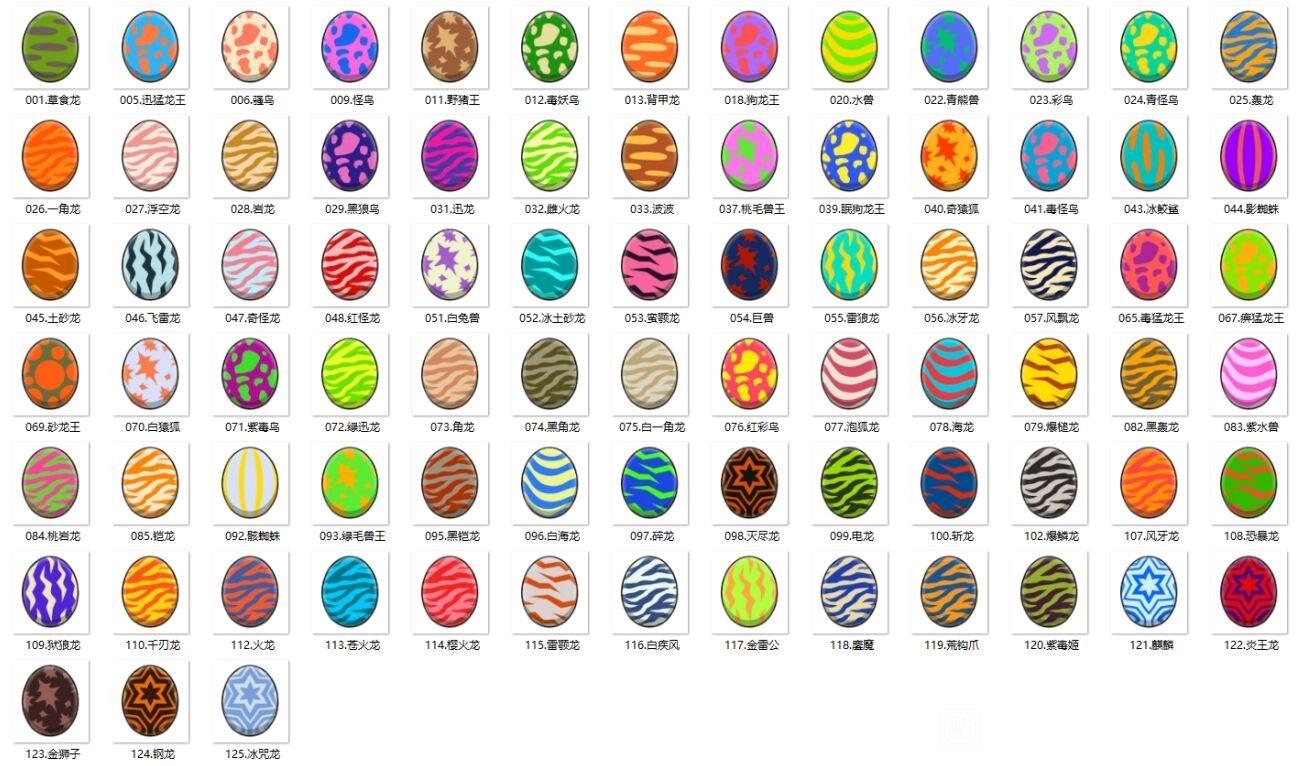 001.草食龙 005.迅猛龙王 006.骚鸟 009.怪鸟 011.野猪王 012.毒妖鸟 013.背甲龙 018.狗龙王 020.水兽 022.青熊兽 023.彩鸟 024.青怪鸟 025.轰龙
026.一角龙 027.浮空龙 028.岩龙 029.黑狼鸟 031.迅龙 032.雌火龙 033.波波 037.桃毛兽王 039.眠狗龙王 040.奇猿狐 041.毒怪鸟 043.冰鲛鲨 044.影蜘蛛
045.土砂龙 046.飞雷龙 047.奇怪龙 048.红怪龙 051.白兔兽 052.冰土砂龙 053.蛮颚龙 054.巨兽 055.雷狼龙 056.冰牙龙 057.风飘龙 065.毒猛龙王 067.痹猛龙王
069.砂龙王 070.白猿狐 071.紫毒鸟 072.绿迅龙 073.角龙 074.黑角龙 075.白一角龙 076.红彩鸟 077.泡狐龙 078.海龙 079.爆槌龙 082.黑轰龙 083.紫水兽
084.桃岩龙 085.铠龙 092.骸蜘蛛 093.绿毛兽王 095.黑铠龙 096.白海龙 097.碎龙 098.灭尽龙 099.电龙 100.斩龙 102.爆鳞龙 107.风牙龙 108.恐暴龙
109.狱狼龙 110.千刃龙 112.火龙 113.苍火龙 114.樱火龙 115.雷颚龙 116.白疾风 117.金雷公 118.鏖魔 119.荒钩爪 120.紫毒姬 121.麒麟 122.炎王龙
123.金狮子 124.钢龙 125.冰咒龙